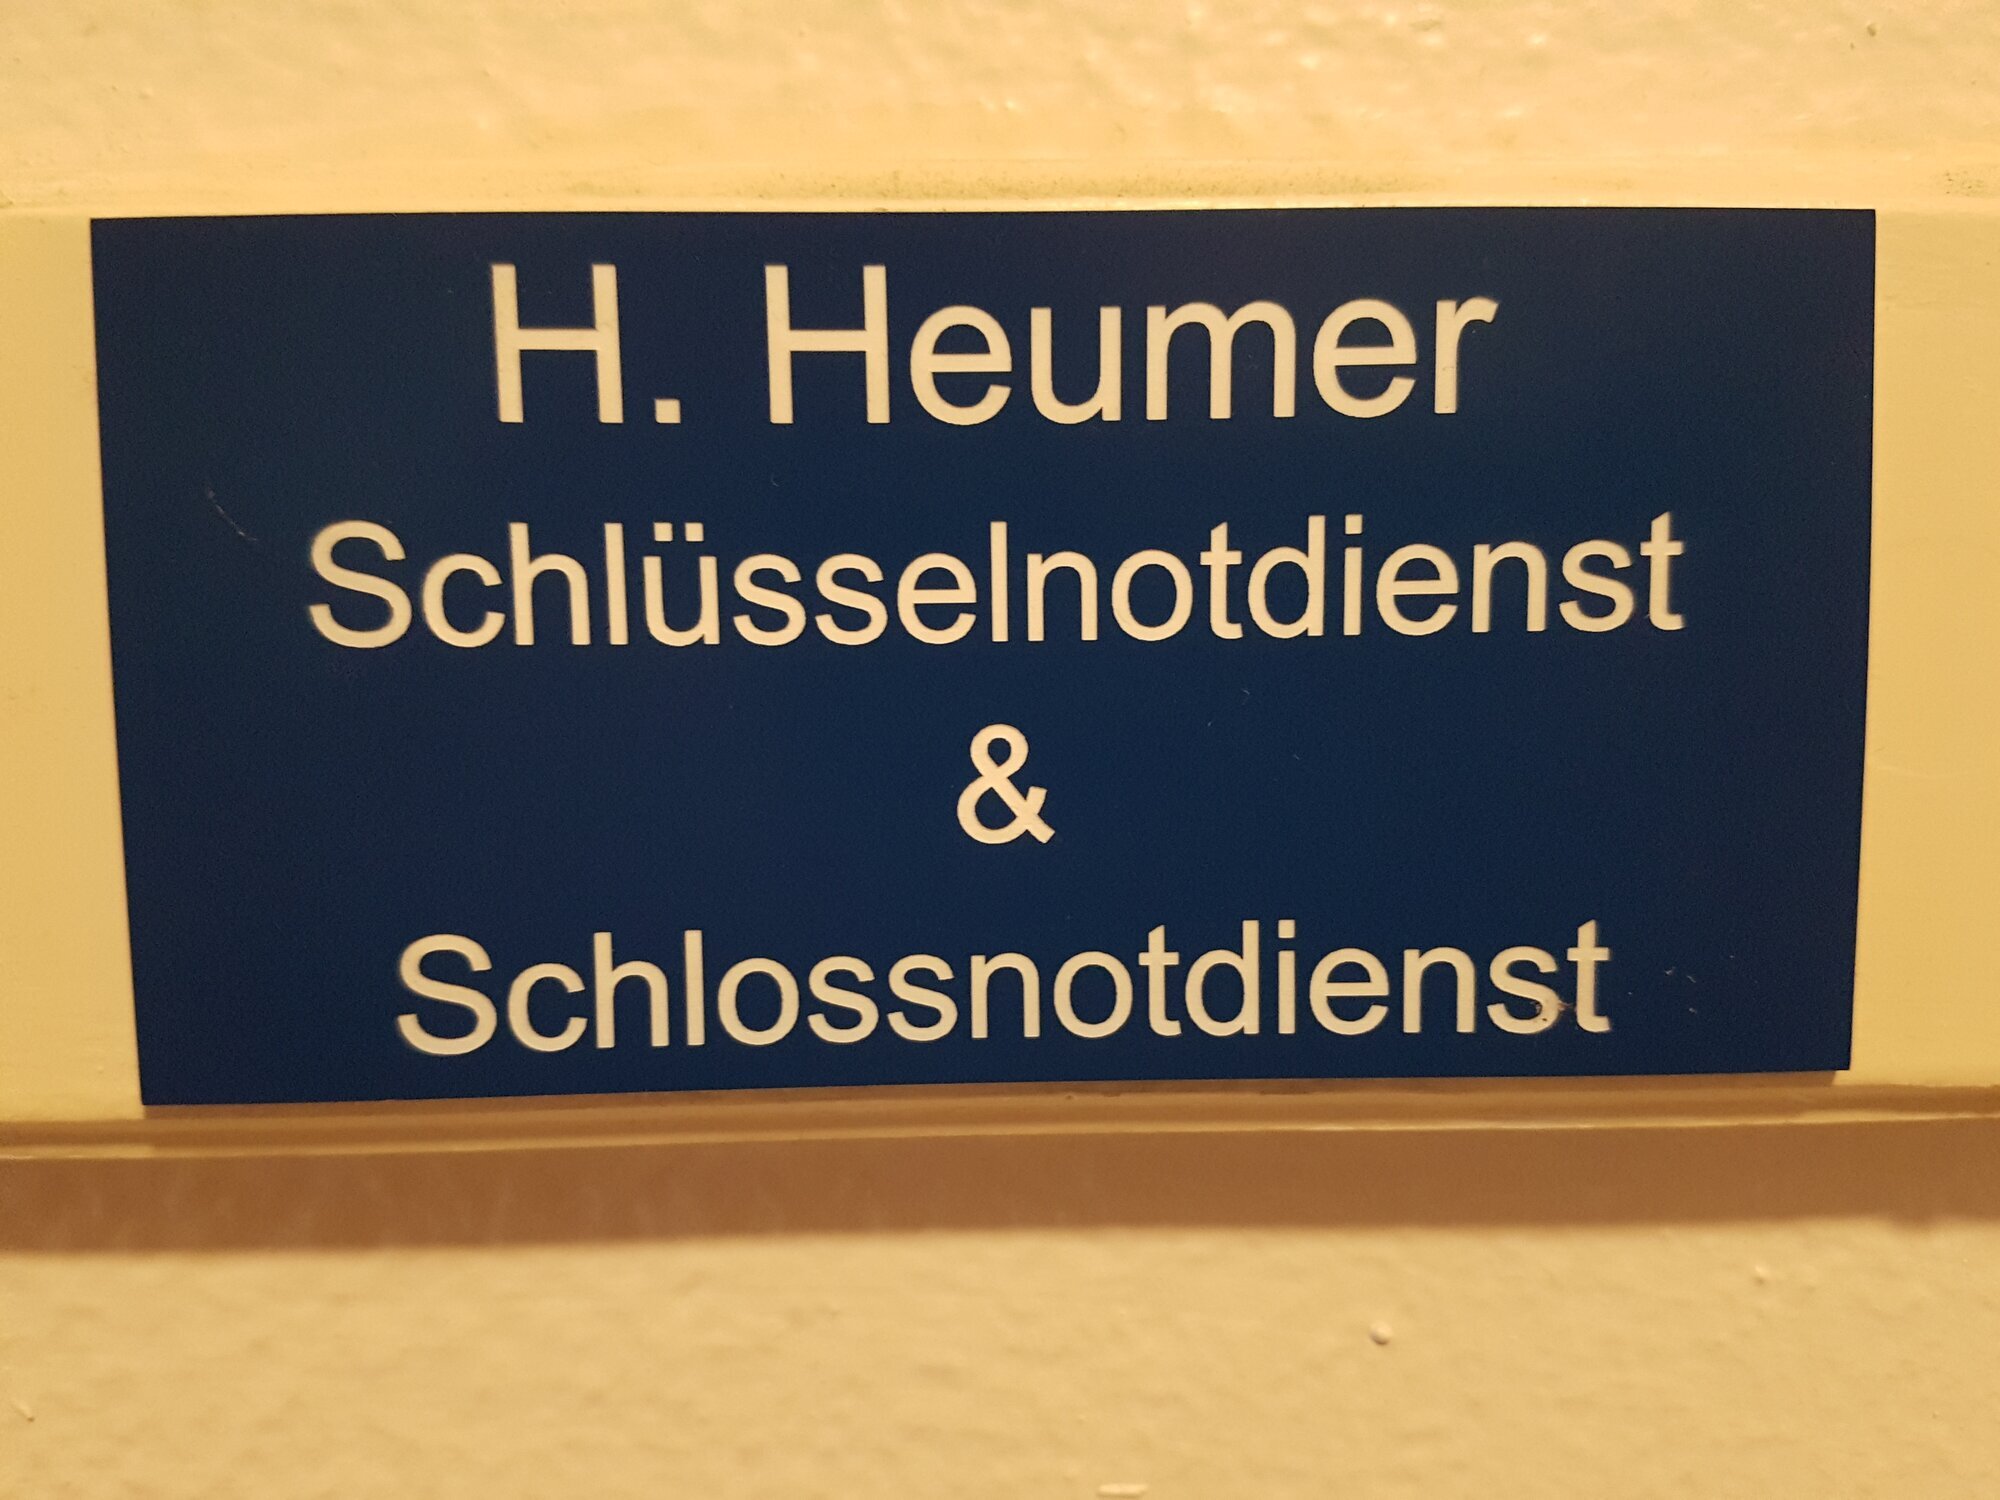 H. Heumer
Schlüsselnotdienst
&
Schlossnotdienst